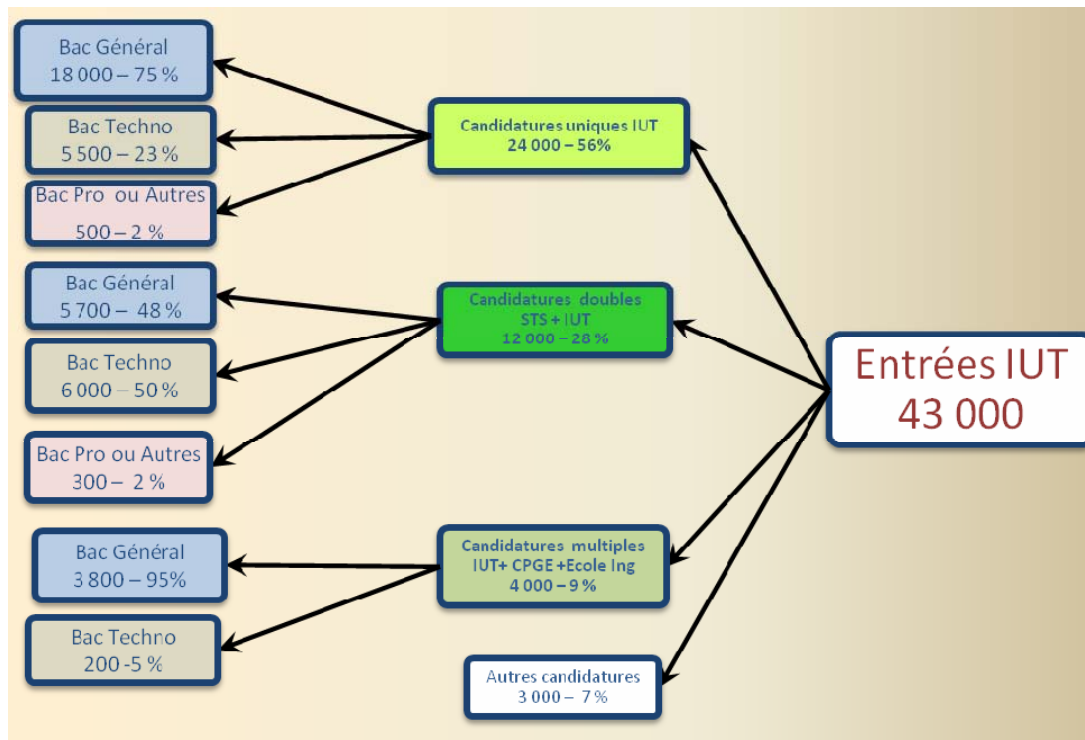 Bac Général
18 000 – 75 %
Bac Techno
5 500 – 23 %
Bac Pro ou Autres
500 – 2 %
Bac Général
5 700 – 48 %
Bac Techno
6 000 – 50 %
Bac Pro ou Autres
300 – 2 %
Bac Général
3 800 – 95%
Bac Techno
200 -5 %
Candidatures uniques IUT
24 000 – 56%
Candidatures doubles
STS + IUT
12 000 – 28 %
Candidatures multiples
IUT+ CPGE +Ecole Ing
4 000 – 9 %
Autres candidatures
3 000 – 7 %
Entrées IUT
43 000